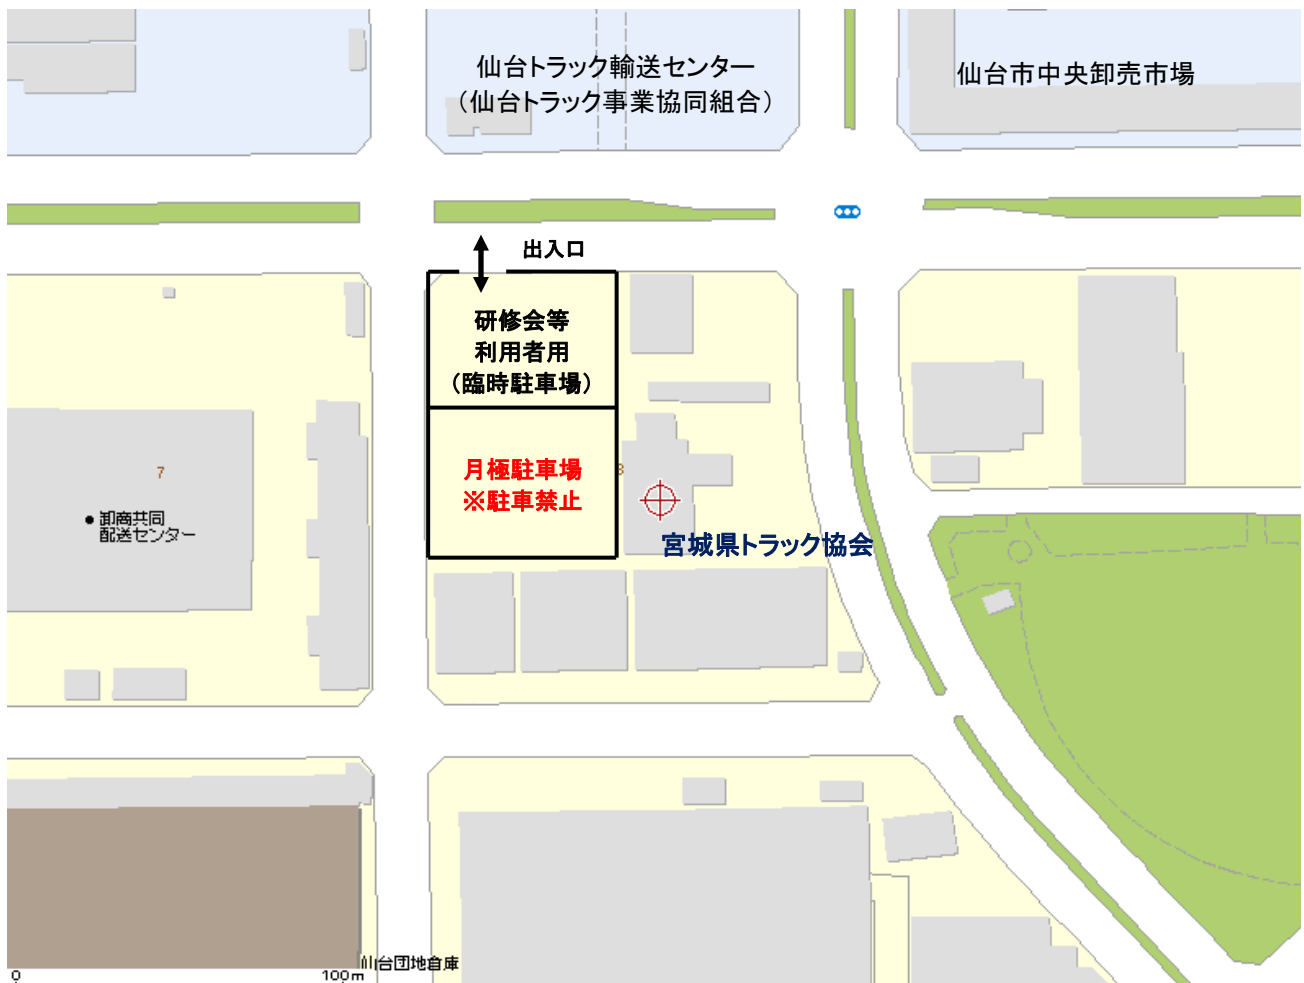 仙台トラック輸送センター
（仙台トラック事業協同組合）
仙台市中央卸売市場
出入口
研修会等
利用者用
（臨時駐車場）
月極駐車場
※駐車禁止
7
3
卸商共同
配送センター
宮城県トラック協会
仙台団地倉庫
0
100m